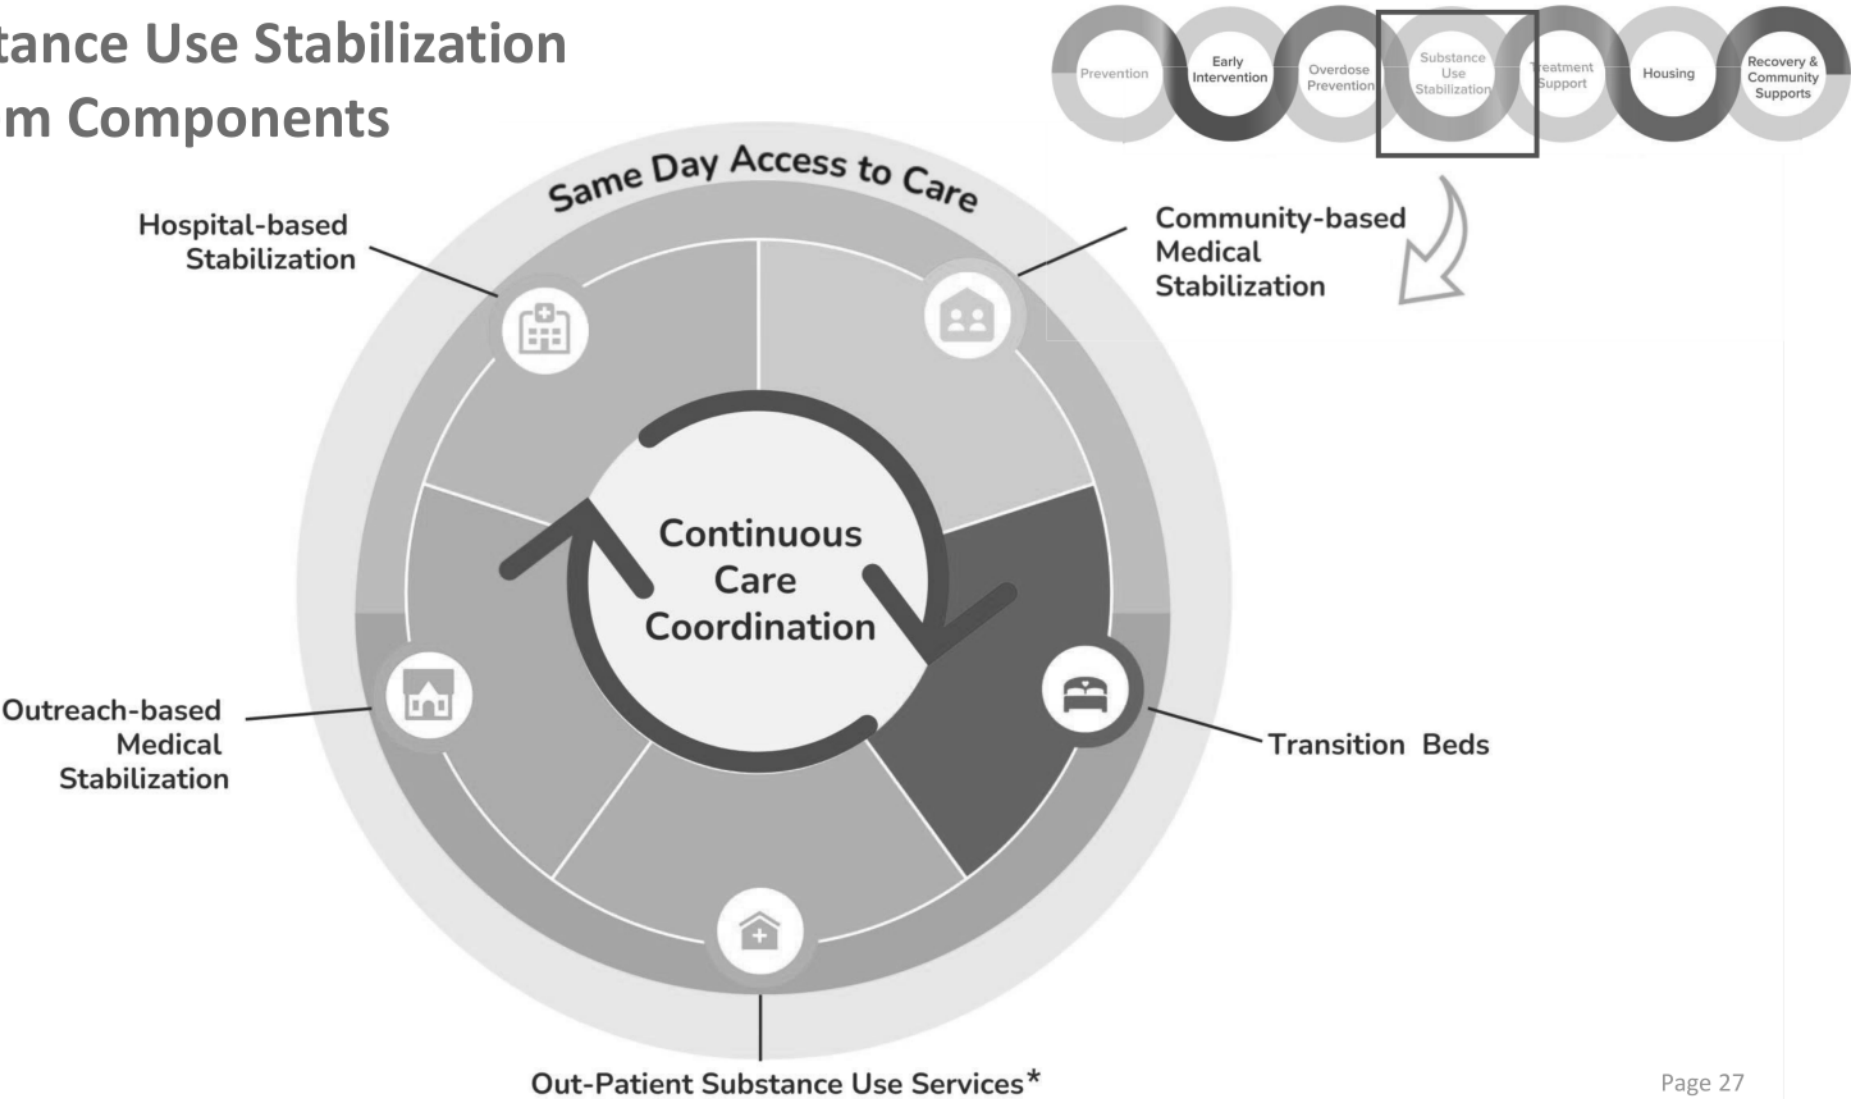 tance Use Stabilization
m Components
Prevention
Early
Intervention
Overdose
Prevention
Substance
Use
Stabilization
Treatment
Support
Housing
Recovery &
Community
Supports
Same Day Access to Care
Hospital-based
Stabilization
Community-based
Medical
Stabilization
Continuous
Care
Coordination
Outreach-based
Medical
Stabilization
Transition Beds
Out-Patient Substance Use Services*
Page 27